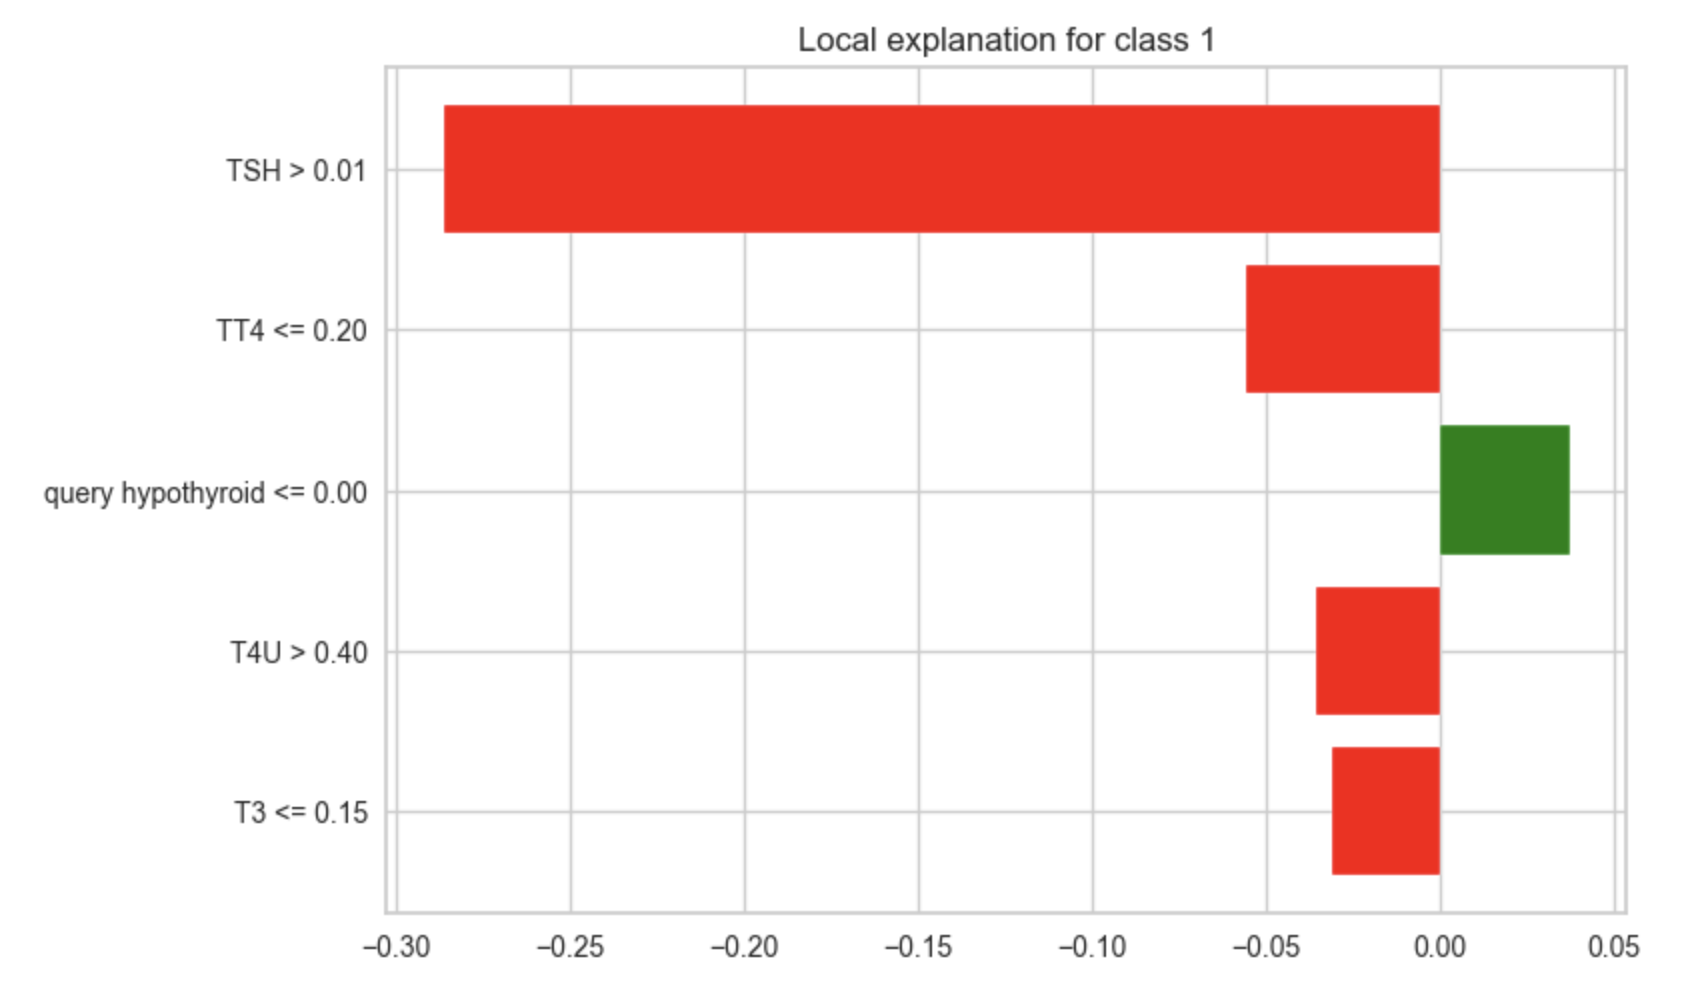 Local explanation for class 1
TSH > 0.01
TT4 <= 0.20
query hypothyroid <= 0.00
T4U > 0.40
T3 <= 0.15
−0.30 −0.25 −0.20 −0.15 −0.10 −0.05 0.00 0.05